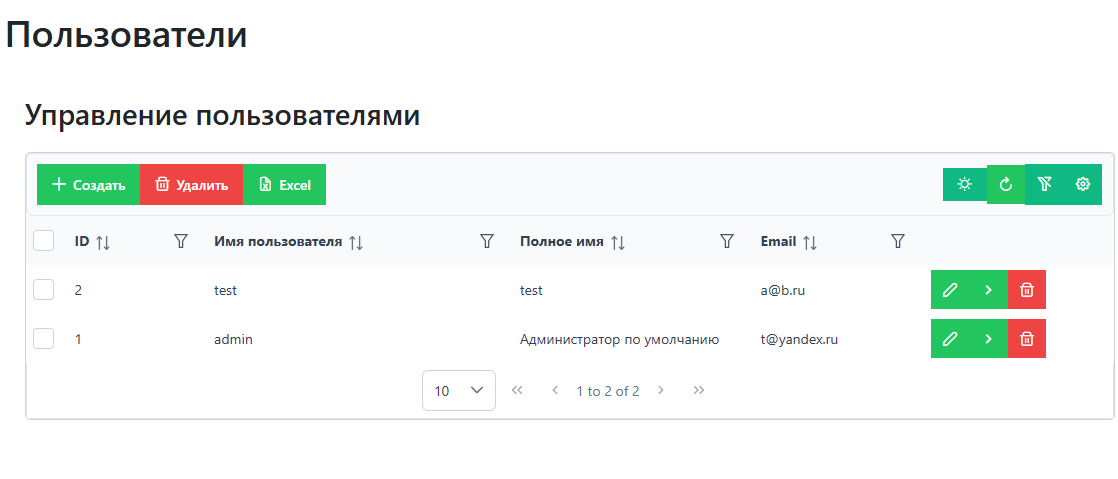 Пользователи
Управление пользователями
Создать Удалить Excel
ID Имя пользователя Полное имя Email
2 test test a@b.ru
1 admin Администратор по умолчанию t@yandex.ru
10 1 to 2 of 2